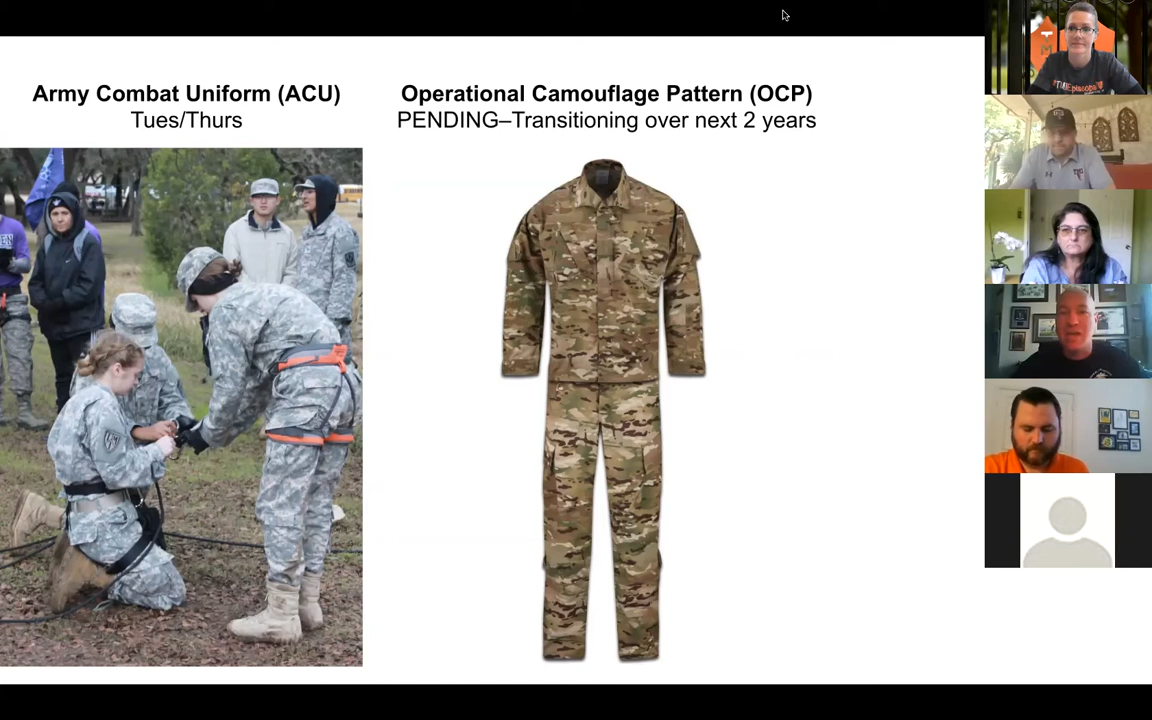 Army Combat Uniform (ACU)
Tues/Thurs
Operational Camouflage Pattern (OCP)
PENDING–Transitioning over next 2 years